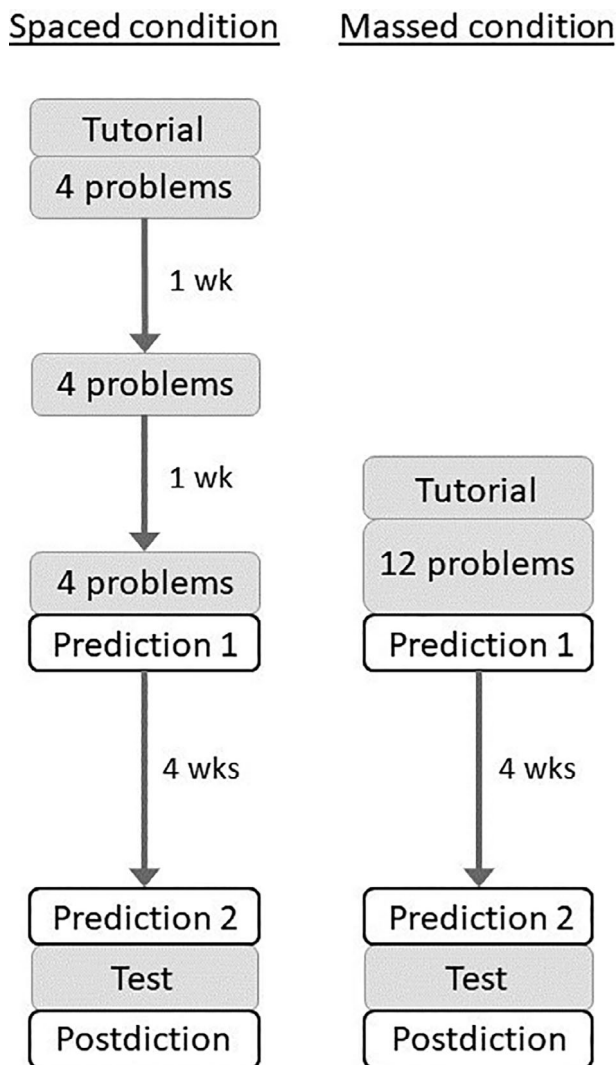 Spaced condition
Tutorial
4 problems
1 wk
4 problems
1 wk
4 problems
Prediction 1
4 wks
Prediction 2
Test
Postdiction
Massed condition
Tutorial
12 problems
Prediction 1
4 wks
Prediction 2
Test
Postdiction